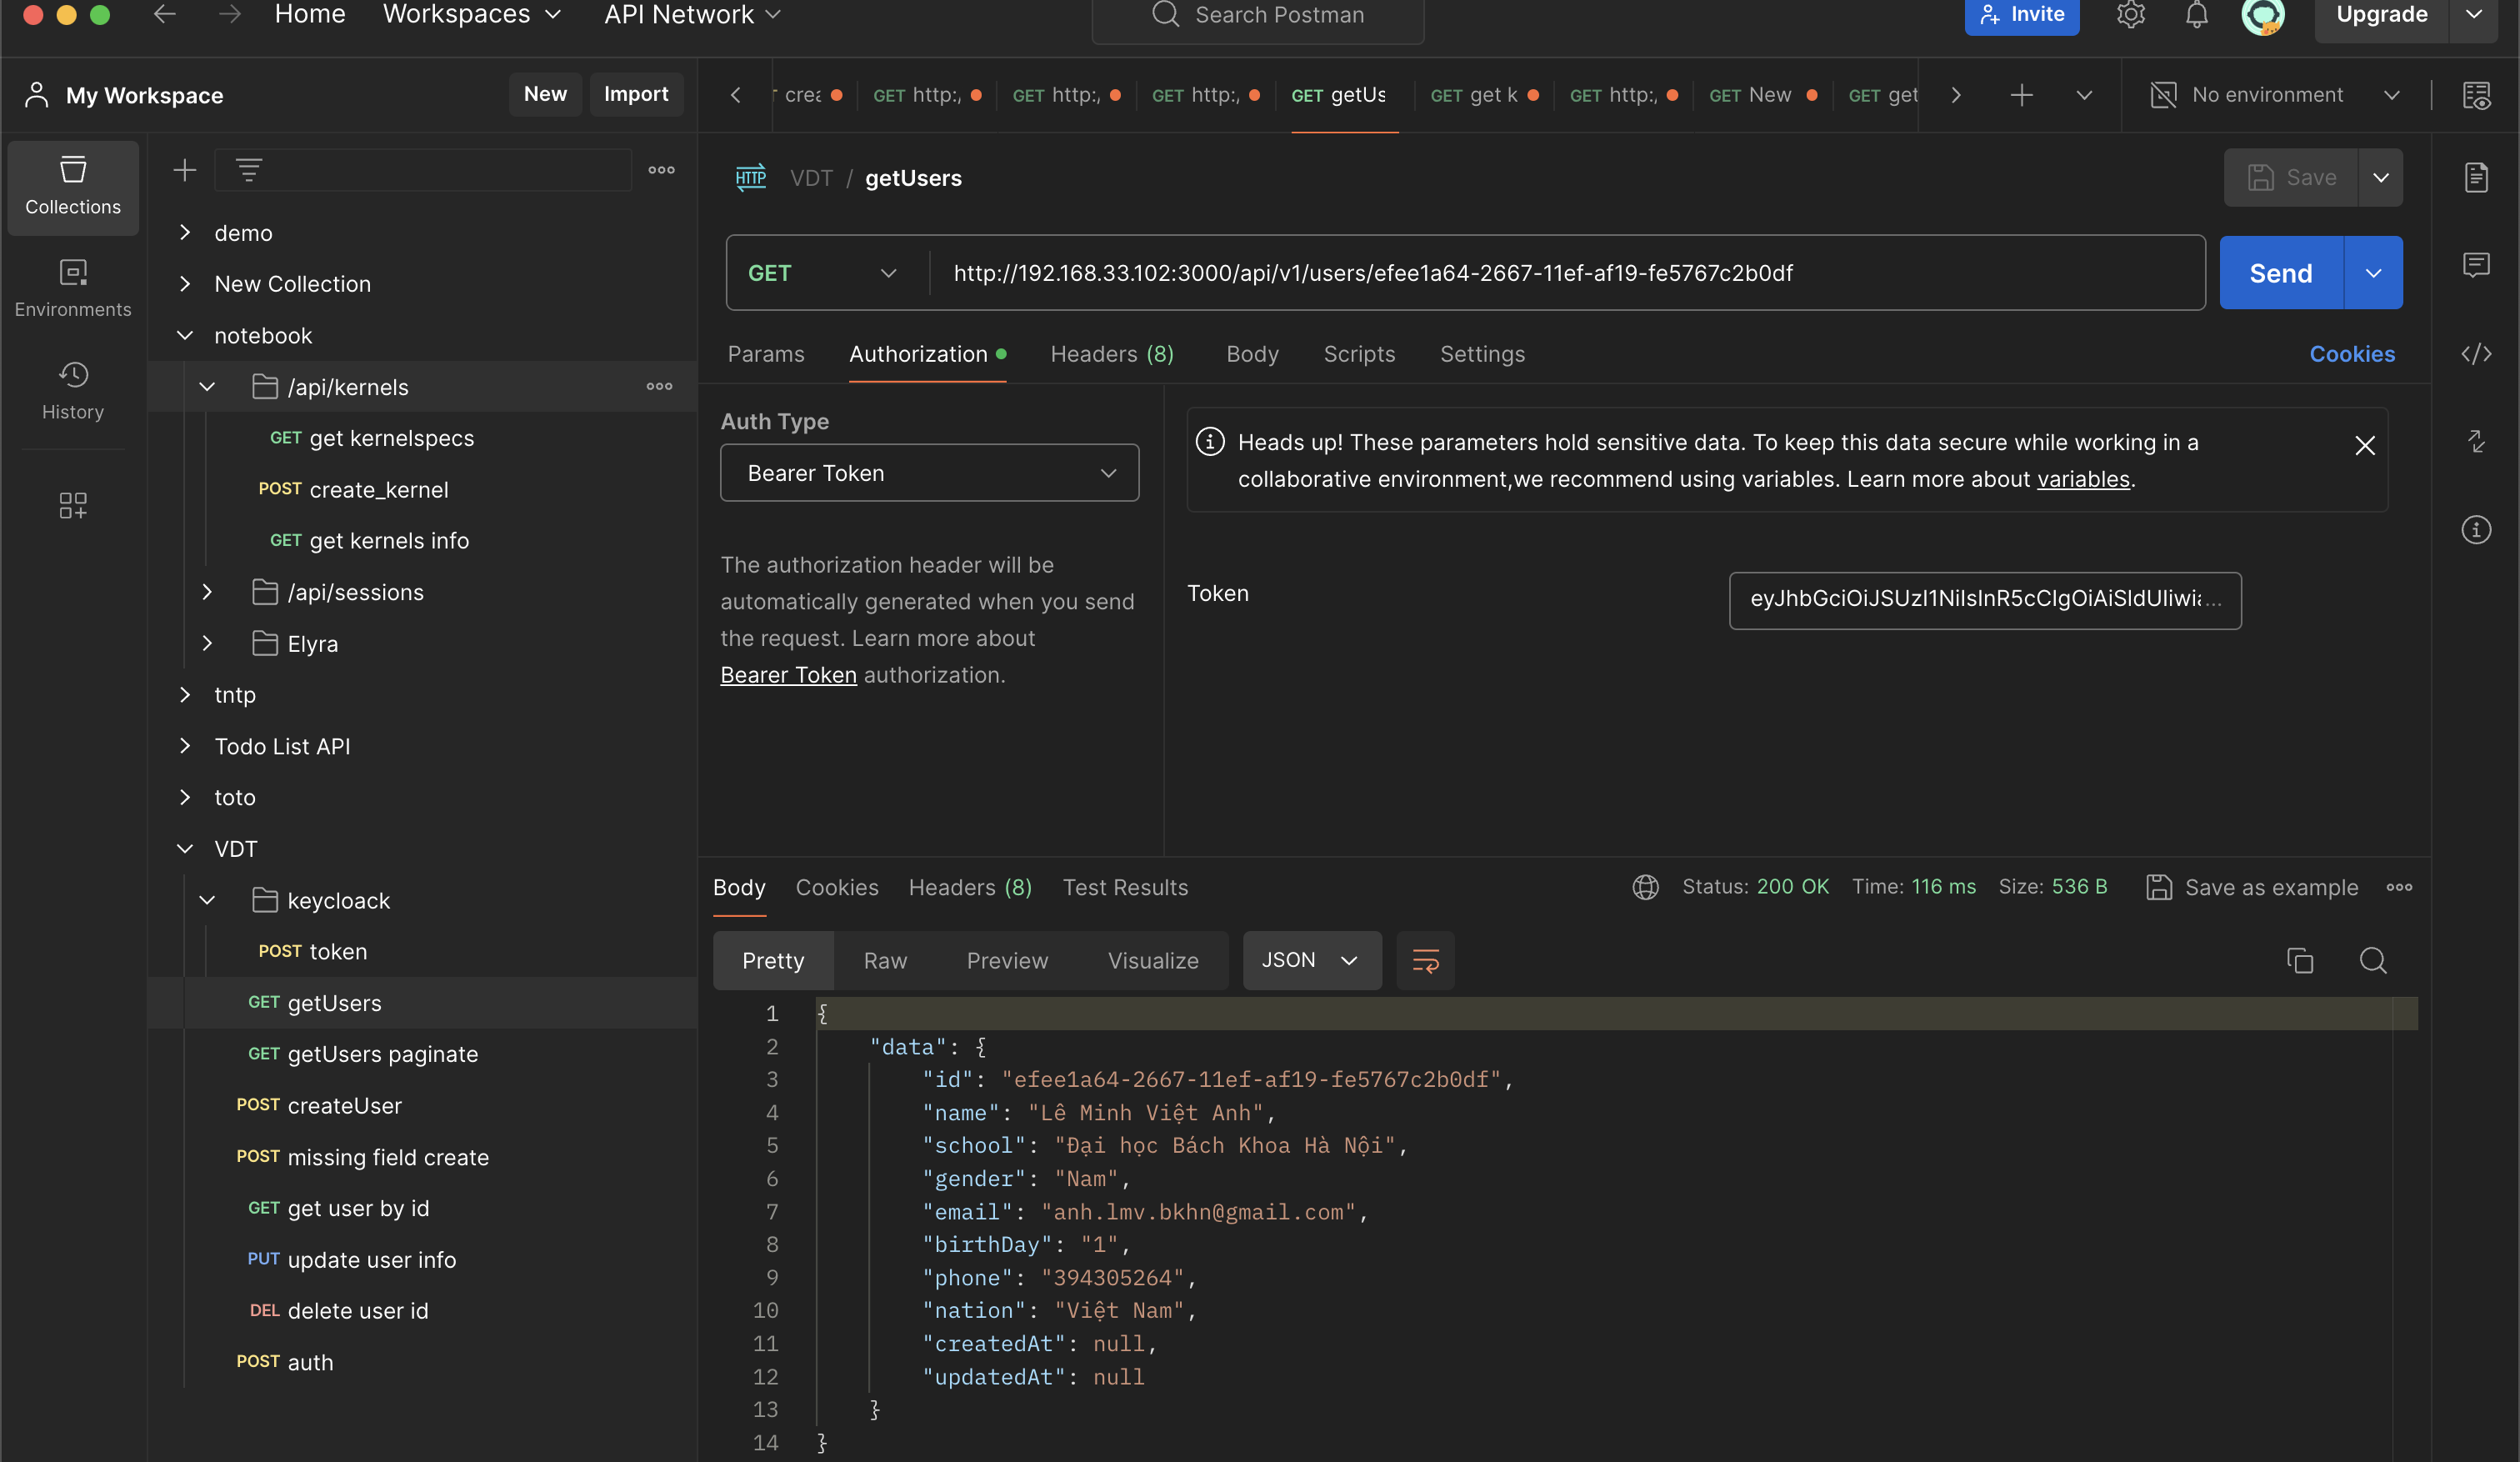 Home Workspaces API Network Search Postman Invite Upgrade
My Workspace New Import
GET http:, GET http:, GET http:, GET getUs GET get k GET http:, GET New GET get No environment
Collections
Environments
History
demo
New Collection
notebook
/api/kernels
GET get kernelspecs
POST create_kernel
GET get kernels info
/api/sessions
Elyra
tntp
Todo List API
toto
VDT
keycloack
POST token
GET getUsers
GET getUsers paginate
POST createUser
POST missing field create
GET get user by id
PUT update user info
DEL delete user id
POST auth
HTTP VDT / getUsers Save
GET http://192.168.33.102:3000/api/v1/users/efee1a64-2667-11ef-af19-fe5767c2b0df Send
Params Authorization Headers (8) Body Scripts Settings Cookies
Auth Type
Bearer Token
The authorization header will be
automatically generated when you send
the request. Learn more about
Bearer Token authorization.
Heads up! These parameters hold sensitive data. To keep this data secure while working in a
collaborative environment,we recommend using variables. Learn more about variables.
Token
Body Cookies Headers (8) Test Results Status: 200 OK Time: 116 ms Size: 536 B Save as example
Pretty Raw Preview Visualize JSON
1 {
2 "data": {
3 "id": "efee1a64-2667-11ef-af19-fe5767c2b0df",
4 "name": "Lê Minh Việt Anh",
5 "school": "Đại học Bách Khoa Hà Nội",
6 "gender": "Nam",
7 "email": "anh.lmv.bkhn@gmail.com",
8 "birthDay": "1",
9 "phone": "394305264",
10 "nation": "Việt Nam",
11 "createdAt": null,
12 "updatedAt": null
13 }
14 }